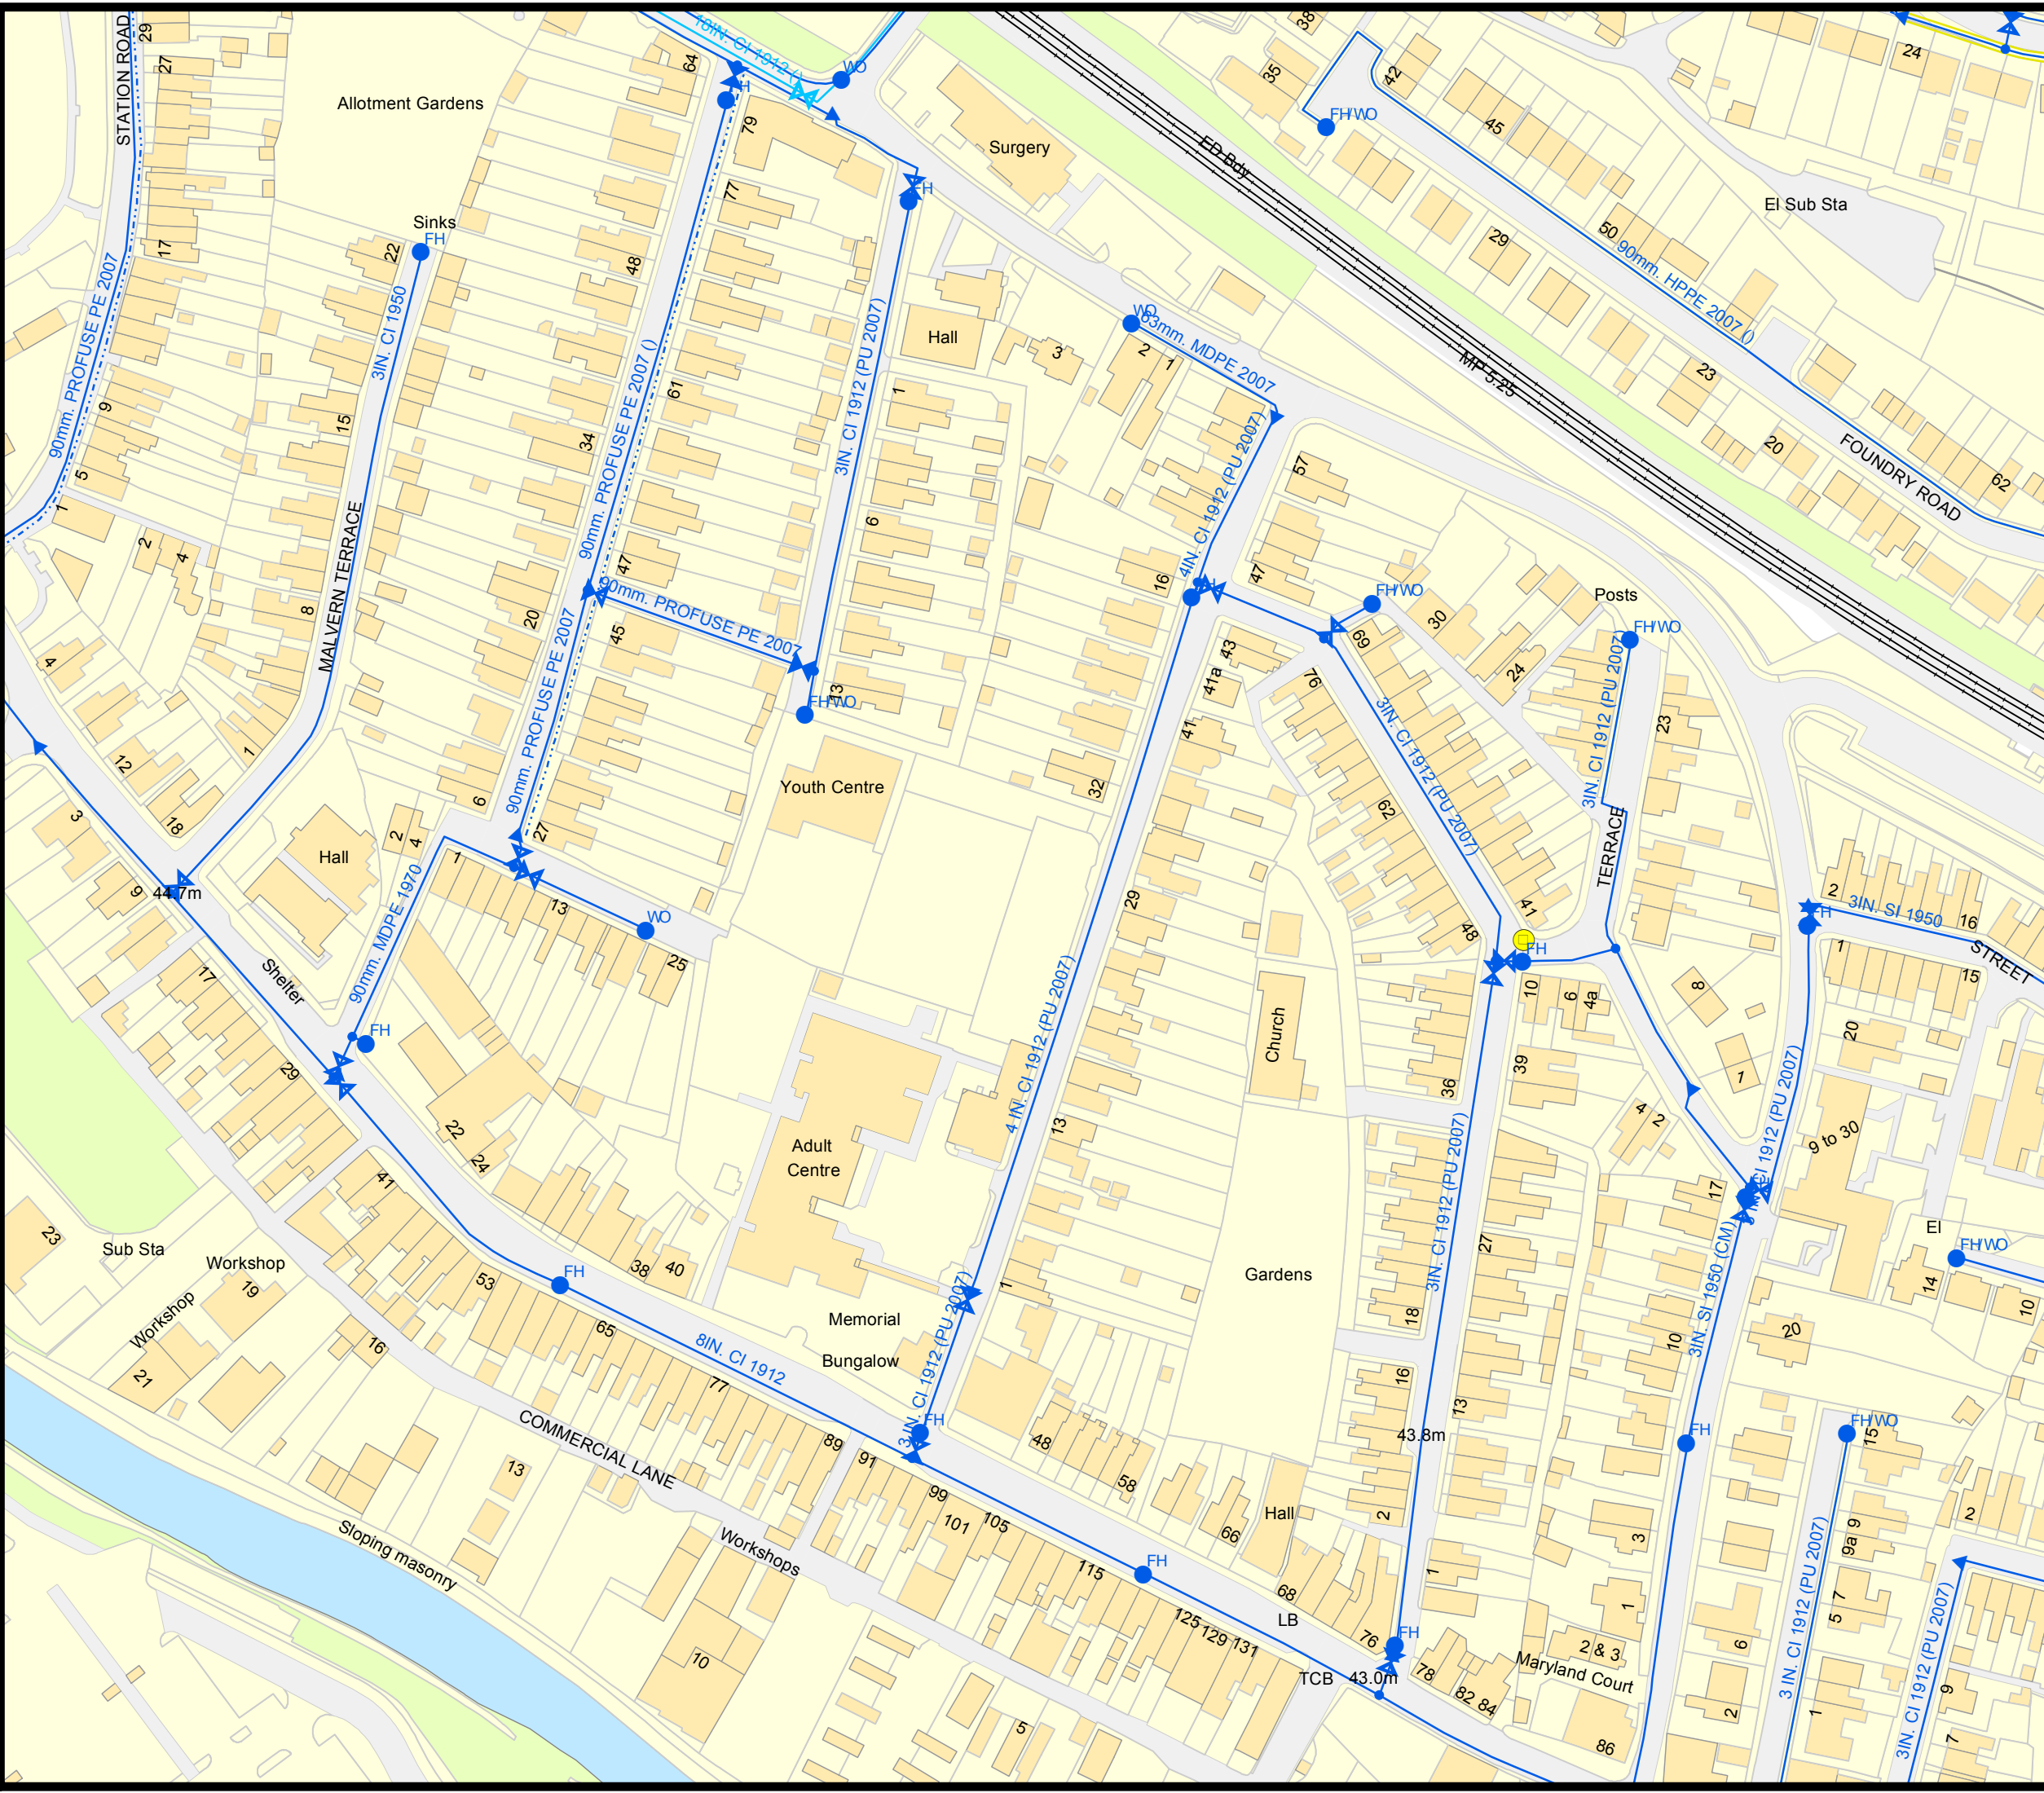 STATION ROAD
29
27
17
Allotment Gardens
64
18IN. CI 1912 ()
WO
79
77
Surgery
38
35
42
45
FH/WO
24
ED Bdy
El Sub Sta
Sinks
FH
22
48
FH
90mm. PROFUSE PE 2007
3IN. CI 1950
Hall
3
WO
63mm. MDPE 2007
2
1
29
50
90mm. HPPE 2007 ()
MP 5.25
23
20
FOUNDRY ROAD
62
9
5
1
15
34
61
90mm. PROFUSE PE 2007 ()
3IN. CI 1912 (PU 2007)
1
6
4IN. CI 1912 (PU 2007)
57
47
16
2
4
MALVERN TERRACE
8
20
47
45
90mm. PROFUSE PE 2007
90mm. PROFUSE PE 2007
13
FH/WO
FH/WO
69
30
24
Posts
FH/WO
43
41a
41
76
3IN. CI 1912 (PU 2007)
62
3IN. CI 1912 (PU 2007)
23
TERRACE
4
12
1
18
3
9
44.7m
Hall
2
4
6
1
27
13
WO
25
Youth Centre
32
29
90mm. MDPE 1970
Shelter
17
FH
29
48
41
FH
10
6
4a
8
1
2
16
3IN. SI 1950
STREET
FH
1
15
20
Church
36
39
4 IN. CI 1912 (PU 2007)
13
22
24
Adult
Centre
4
2
9 to 30
17
41
23
Sub Sta
Workshop
19
Workshop
21
16
53
FH
38
40
65
8IN. CI 1912
77
Memorial
Bungalow
1
Gardens
3IN. CI 1912 (PU 2007)
27
18
16
13
43.8m
3IN. SI 1950 (CM)
10
20
El
FH/WO
14
10
COMMERCIAL LANE
13
89
91
FH
99
101
105
48
58
66
Hall
2
FH
FH/WO
15
Sloping masonry
Workshops
10
FH
115
125
129
131
68
LB
76
FH
1
3
1
2 & 3
Maryland Court
9
9a
7
5
2
3 IN. CI 1912 (PU 2007)
3IN. CI 1912 (PU 2007)
TCB
43.0m
78
82
84
86
5
6
2
1
9
7